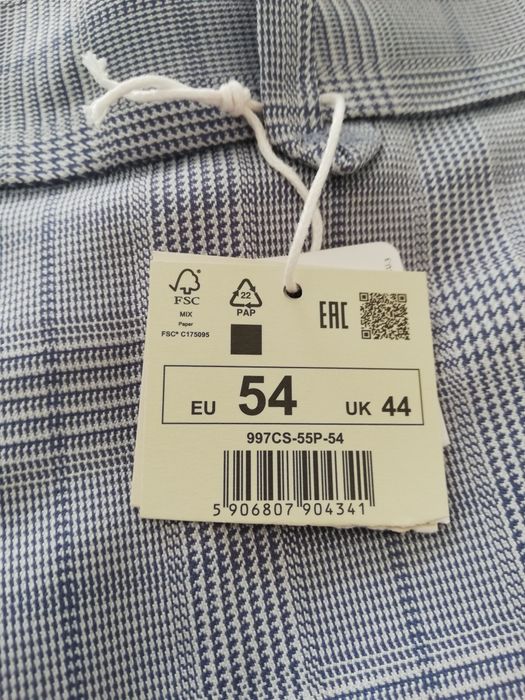 FSC
MIX
Paper
FSC® C175095
22
PAP
EAC
EU 54 UK 44
997CS-55P-54
5 906807 904341